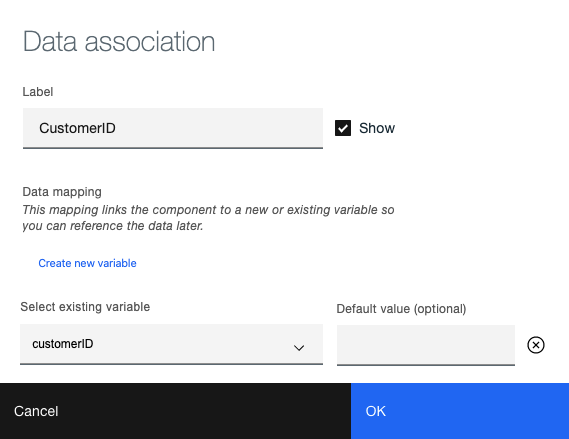 Data association
Label
CustomerID
Show
Data mapping
This mapping links the component to a new or existing variable so
you can reference the data later.
Create new variable
Select existing variable
Default value (optional)
customerID
Cancel
OK